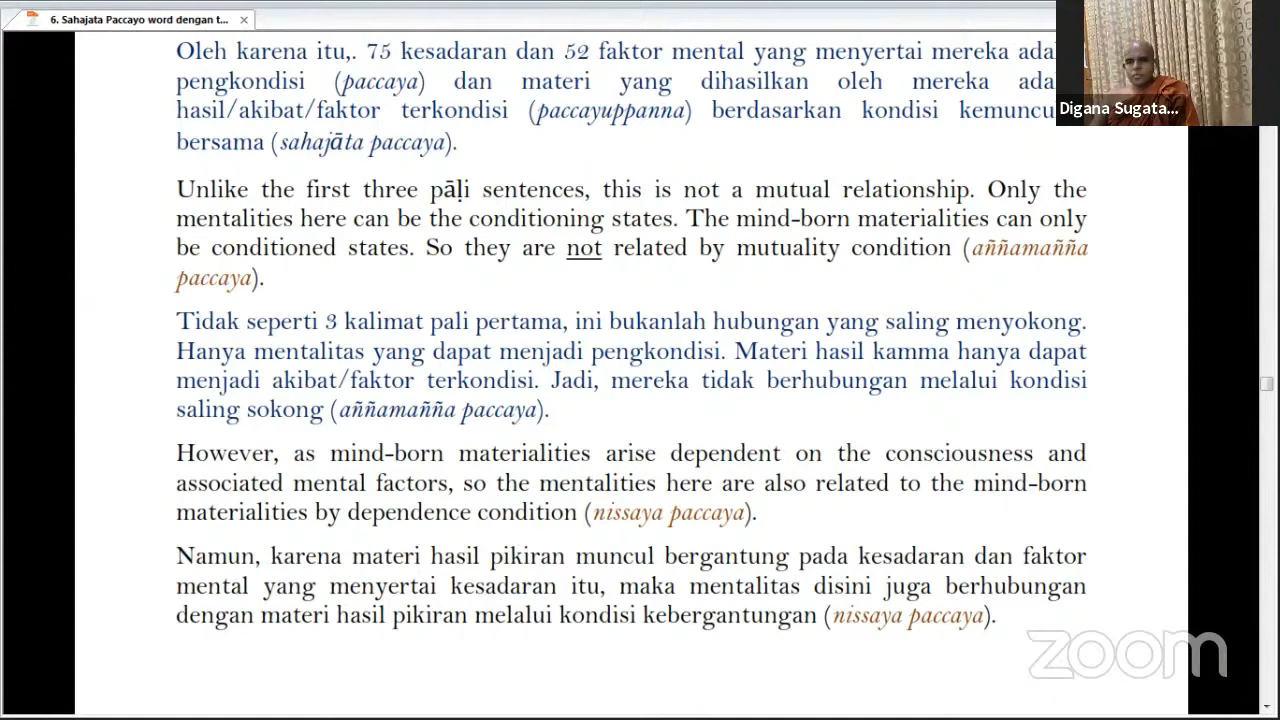 6. Sahajata Paccayo word dengan t...
Oleh karena itu,. 75 kesadaran dan 52 faktor mental yang menyertai mereka ada
pengkondisi (paccaya) dan materi yang dihasilkan oleh mereka ada
hasil/akibat/faktor terkondisi (paccayuppanna) berdasarkan kondisi kemuncu
bersama (sahajāta paccaya).
Digana Sugata...
Unlike the first three pāḷi sentences, this is not a mutual relationship. Only the
mentalities here can be the conditioning states. The mind-born materialities can only
be conditioned states. So they are not related by mutuality condition (aññamañña
paccaya).
Tidak seperti 3 kalimat pali pertama, ini bukanlah hubungan yang saling menyokong.
Hanya mentalitas yang dapat menjadi pengkondisi. Materi hasil kamma hanya dapat
menjadi akibat/faktor terkondisi. Jadi, mereka tidak berhubungan melalui kondisi
saling sokong (aññamañña paccaya).
However, as mind-born materialities arise dependent on the consciousness and
associated mental factors, so the mentalities here are also related to the mind-born
materialities by dependence condition (nissaya paccaya).
Namun, karena materi hasil pikiran muncul bergantung pada kesadaran dan faktor
mental yang menyertai kesadaran itu, maka mentalitas disini juga berhubungan
dengan materi hasil pikiran melalui kondisi kebergantungan (nissaya paccaya).
zoom